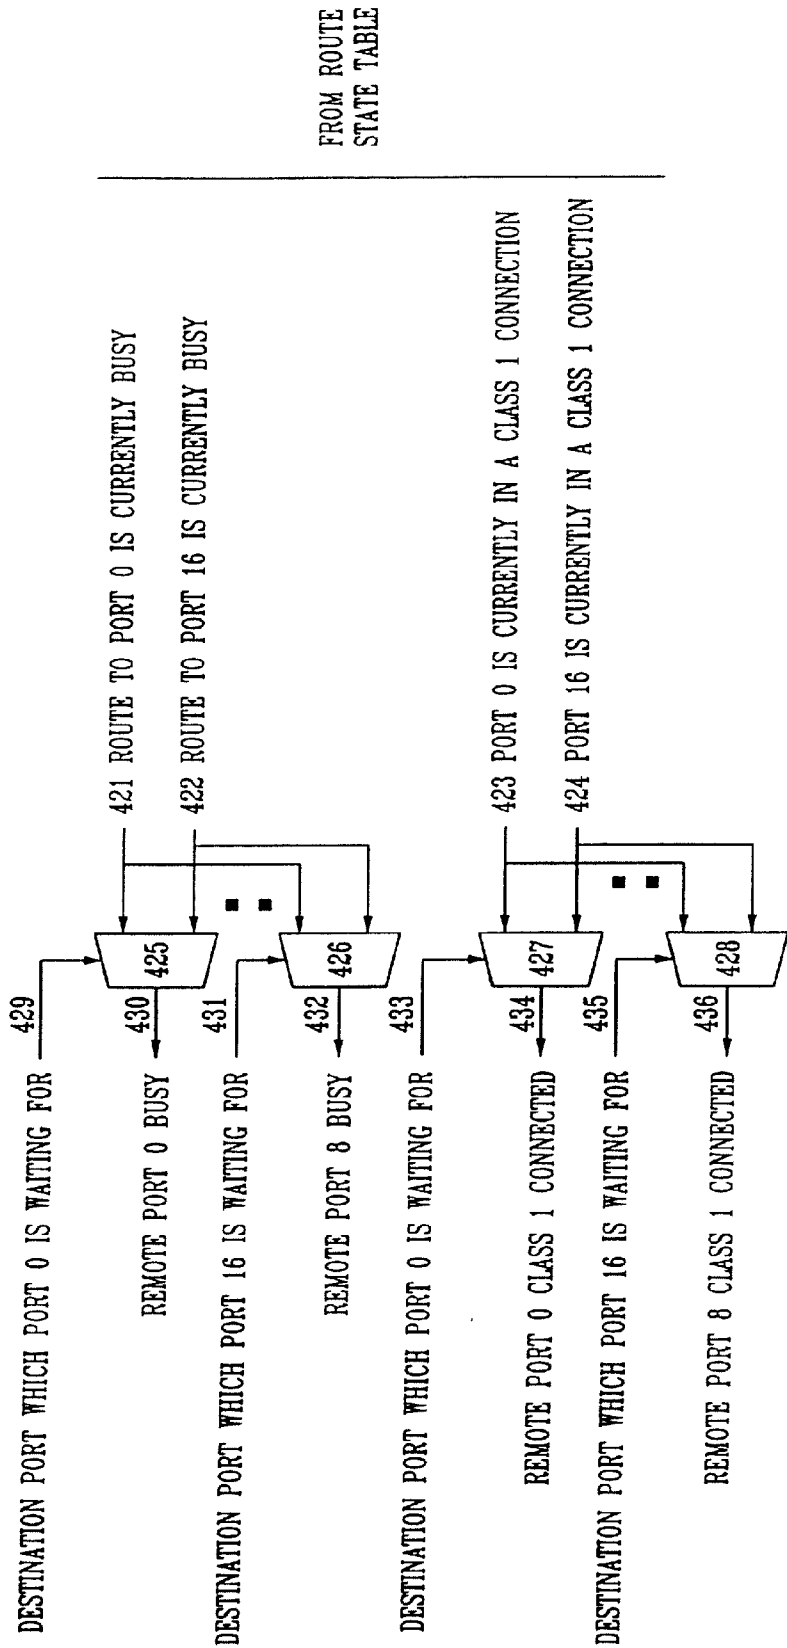 FROM ROUTE
STATE TABLE
421 ROUTE TO PORT 0 IS CURRENTLY BUSY
422 ROUTE TO PORT 16 IS CURRENTLY BUSY
423 PORT 0 IS CURRENTLY IN A CLASS 1 CONNECTION
424 PORT 16 IS CURRENTLY IN A CLASS 1 CONNECTION
425
426
427
428
429
430
431
432
433
434
435
436
DESTINATION PORT WHICH PORT 0 IS WAITING FOR
REMOTE PORT 0 BUSY
DESTINATION PORT WHICH PORT 16 IS WAITING FOR
REMOTE PORT 8 BUSY
DESTINATION PORT WHICH PORT 0 IS WAITING FOR
REMOTE PORT 0 CLASS 1 CONNECTED
DESTINATION PORT WHICH PORT 16 IS WAITING FOR
REMOTE PORT 8 CLASS 1 CONNECTED